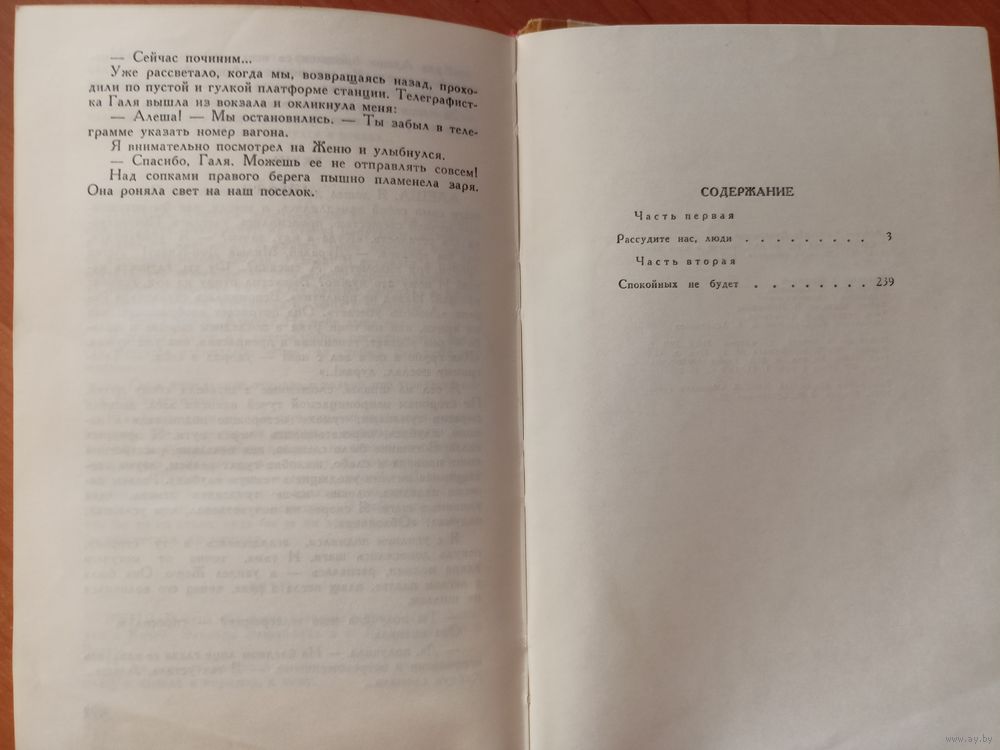 — Сейчас починим...
Уже рассветало, когда мы, возвращаясь назад, прохо-
дили по пустой и гулкой платформе станции. Телеграфист-
ка Галя вышла из вокзала и окликнула меня:
— Алеша! — Мы остановились. — Ты забыл в теле-
грамме указать номер вагона.
Я внимательно посмотрел на Женю и улыбнулся.
— Спасибо, Галя. Можешь ее не отправлять совсем!
Над сопками правого берега пышно пламенела заря.
Она роняла свет на наш поселок.
СОДЕРЖАНИЕ
Часть первая
Рассудите нас, люди . . . . . . . . . 3
Часть вторая
Спокойных не будет . . . . . . . . 239
www.ay.by